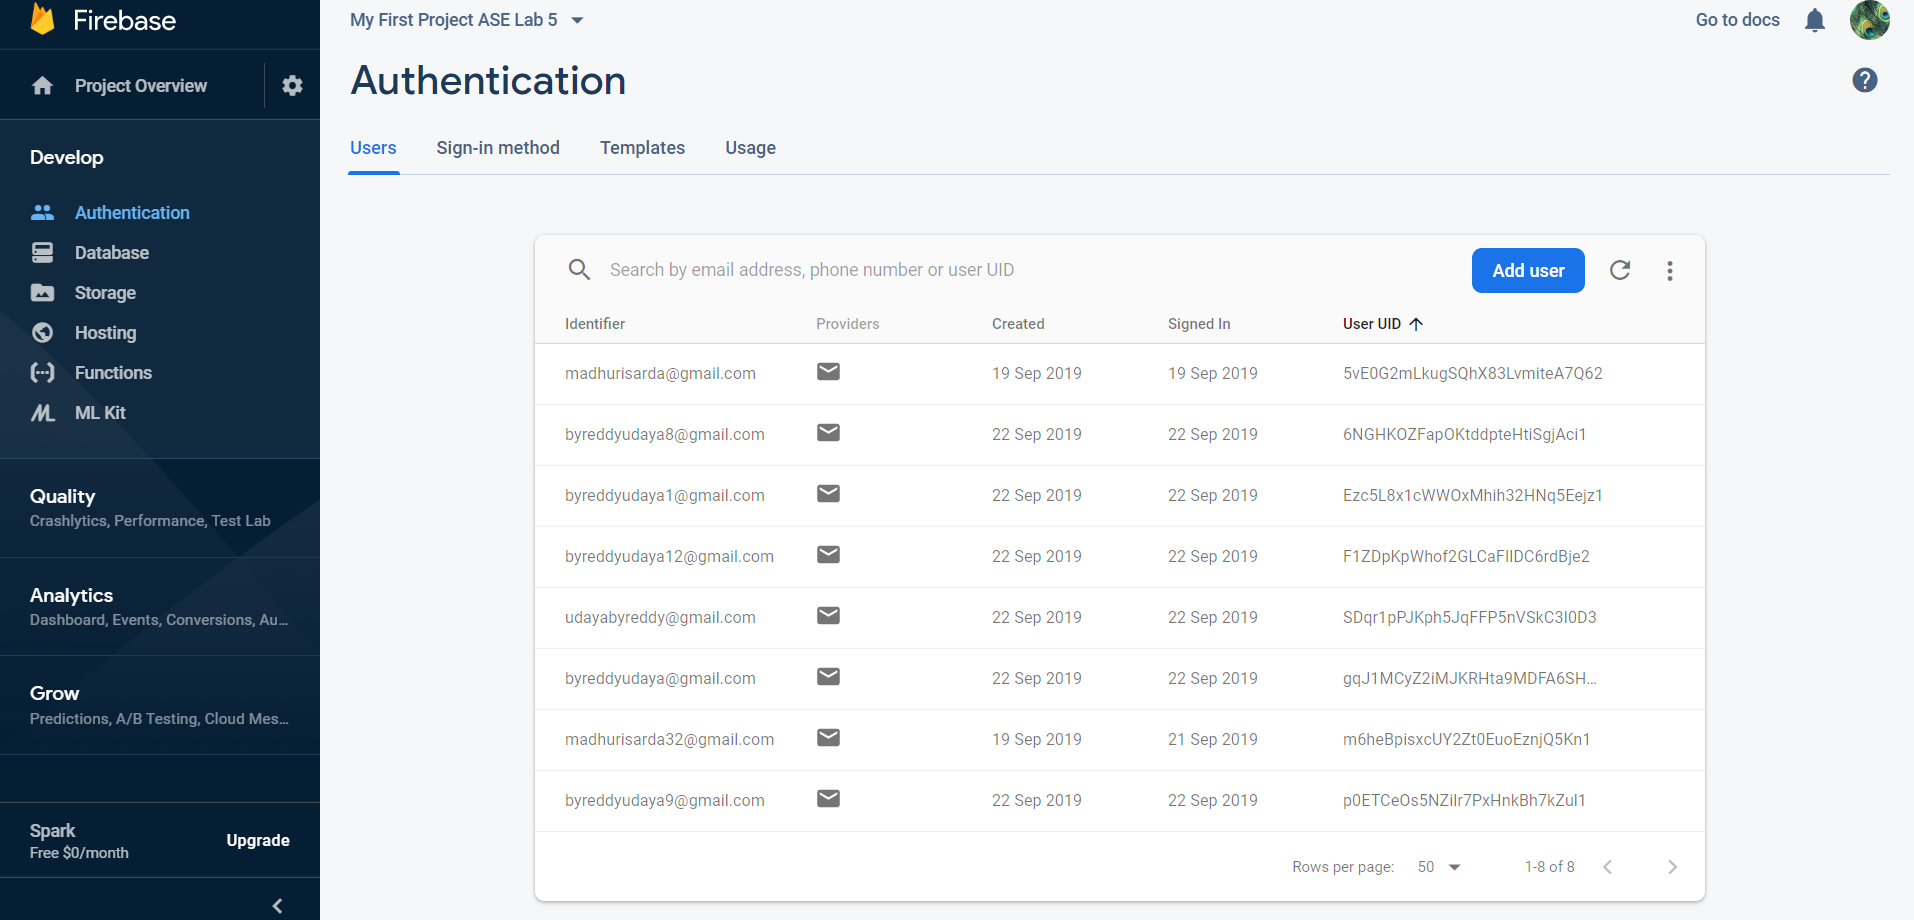 Firebase
My First Project ASE Lab 5
Go to docs
Project Overview
Authentication
Users Sign-in method Templates Usage
Develop
Authentication
Database
Storage
Hosting
Functions
ML Kit
Quality
Crashlytics, Performance, Test Lab
Analytics
Dashboard, Events, Conversions, Au...
Grow
Predictions, A/B Testing, Cloud Mes...
Spark
Free $0/month
Upgrade
Search by email address, phone number or user UID
Add user
Identifier Providers Created Signed In User UID
madhurisarda@gmail.com 19 Sep 2019 19 Sep 2019 5vE0G2mLkugSQhX83LvmiteA7Q62
byreddyudaya8@gmail.com 22 Sep 2019 22 Sep 2019 6NGHKOZFapOKtddpteHtiSgjAci1
byreddyudaya1@gmail.com 22 Sep 2019 22 Sep 2019 Ezc5L8x1cWWOxMhih32HNq5Eejz1
byreddyudaya12@gmail.com 22 Sep 2019 22 Sep 2019 F1ZDpKpWhof2GLCaFlIDC6rdBje2
udayabyreddy@gmail.com 22 Sep 2019 22 Sep 2019 SDqr1pPJKph5JqFFP5nVSkC3I0D3
byreddyudaya@gmail.com 22 Sep 2019 22 Sep 2019 gqJ1MCyZ2iMJKRHta9MDFA6SH...
madhurisarda32@gmail.com 19 Sep 2019 21 Sep 2019 m6heBpisxcUY2Zt0EuoEznjQ5Kn1
byreddyudaya9@gmail.com 22 Sep 2019 22 Sep 2019 p0ETCeOs5NZiIr7PxHnkBh7kZuI1
Rows per page: 50 1-8 of 8